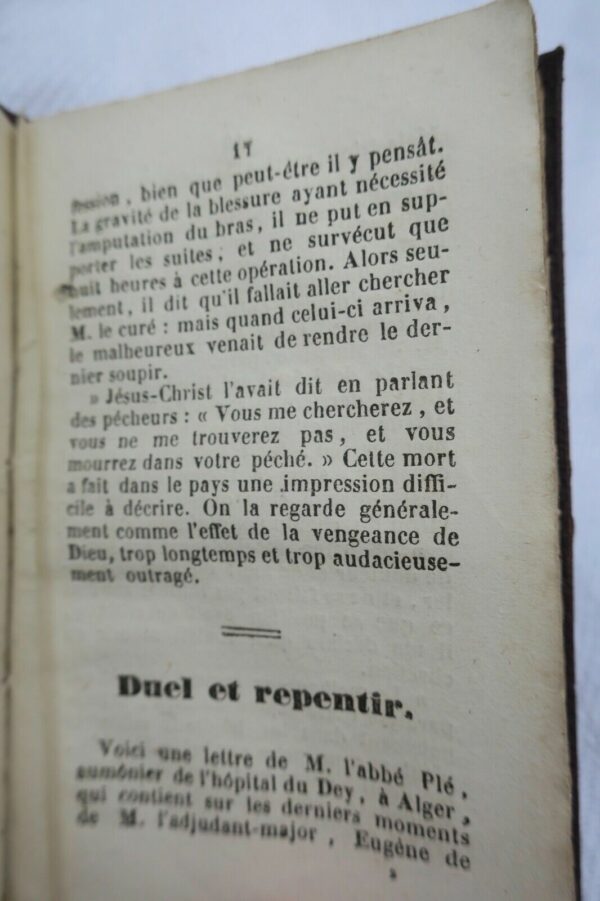 17
mission, bien que peut-être il y pensât.
La gravité de la blessure ayant nécessité
l'amputation du bras, il ne put en sup-
porter les suites, et ne survécut que
huit heures à cette opération. Alors seu-
lement, il dit qu'il fallait aller chercher
M. le curé : mais quand celui-ci arriva,
le malheureux venait de rendre le der-
nier soupir.
» Jésus-Christ l'avait dit en parlant
des pécheurs : « Vous me chercherez, et
vous ne me trouverez pas, et vous
mourrez dans votre péché. » Cette mort
a fait dans le pays une impression diffi-
cile à décrire. On la regarde générale-
ment comme l'effet de la vengeance de
Dieu, trop longtemps et trop audacieuse-
ment outragé.
Duel et repentir.
Voici une lettre de M. l'abbé Plé,
aumônier de l'hôpital du Dey, à Alger,
qui contient sur les derniers moments
de M. l'adjudant-major, Eugène de